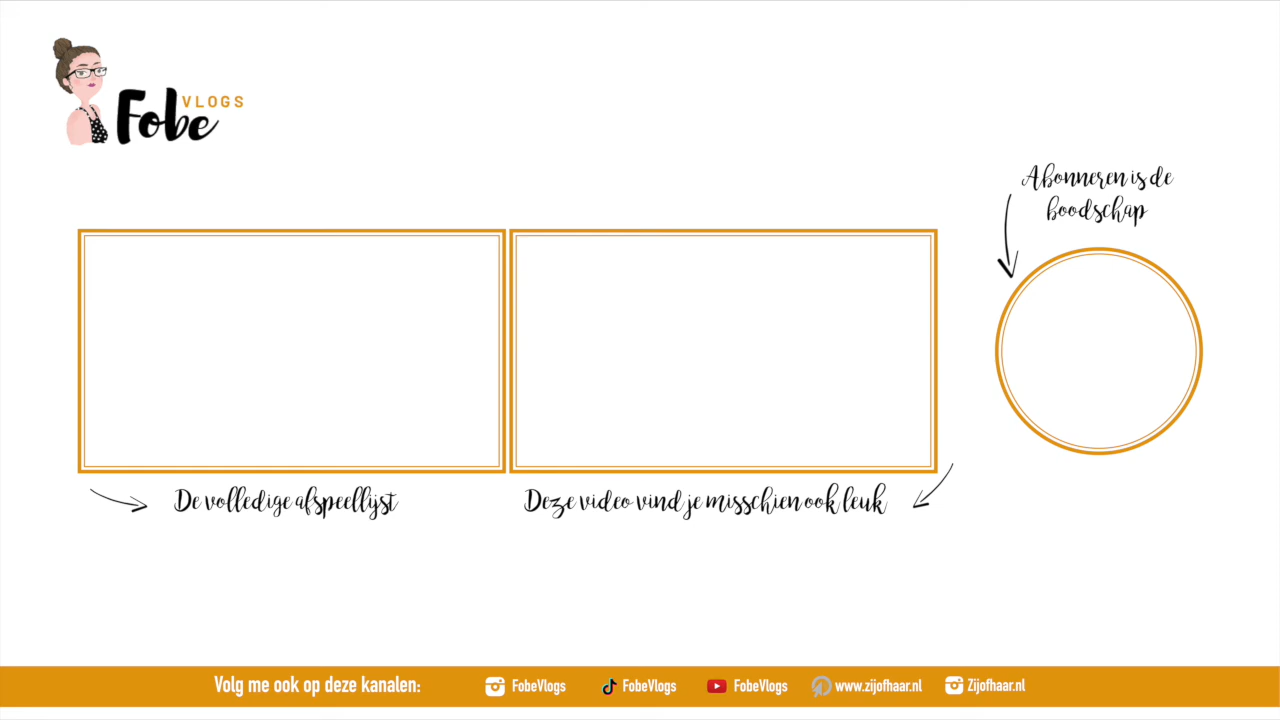 VLOGS
Fobe
Abonneren is de
boodschap
De volledige afspeellijst
Deze video vind je misschien ook leuk
Volg me ook op deze kanalen: FobeVlogs FobeVlogs FobeVlogs www.zijofhaar.nl Zijofhaar.nl